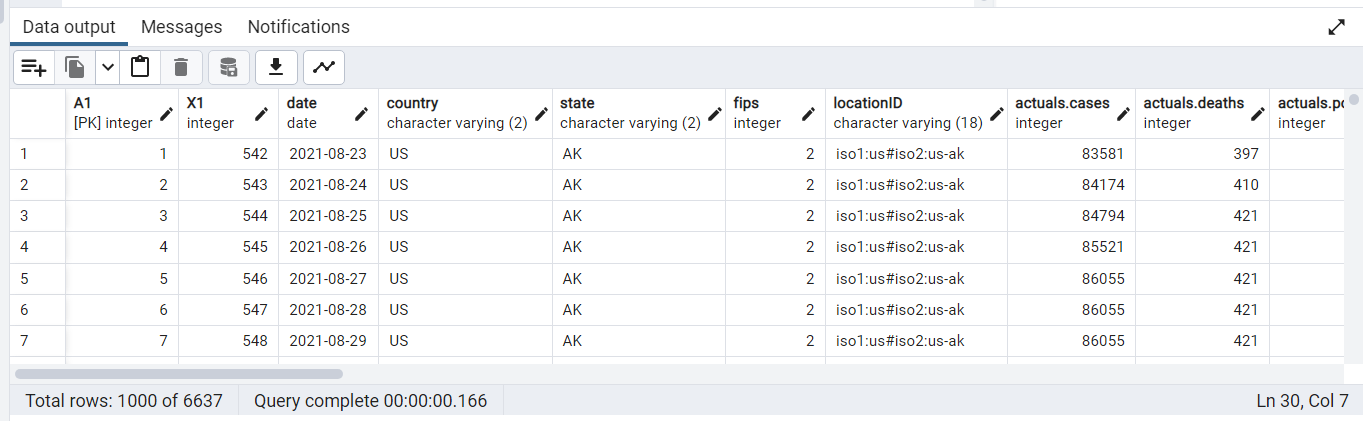 Data output Messages Notifications
A1 X1 date country state fips locationID actuals.cases actuals.deaths actuals.po
[PK] integer integer date character varying (2) character varying (2) integer character varying (18) integer integer integer
1 1 542 2021-08-23 US AK 2 iso1:us#iso2:us-ak 83581 397
2 2 543 2021-08-24 US AK 2 iso1:us#iso2:us-ak 84174 410
3 3 544 2021-08-25 US AK 2 iso1:us#iso2:us-ak 84794 421
4 4 545 2021-08-26 US AK 2 iso1:us#iso2:us-ak 85521 421
5 5 546 2021-08-27 US AK 2 iso1:us#iso2:us-ak 86055 421
6 6 547 2021-08-28 US AK 2 iso1:us#iso2:us-ak 86055 421
7 7 548 2021-08-29 US AK 2 iso1:us#iso2:us-ak 86055 421
Total rows: 1000 of 6637 Query complete 00:00:00.166 Ln 30, Col 7